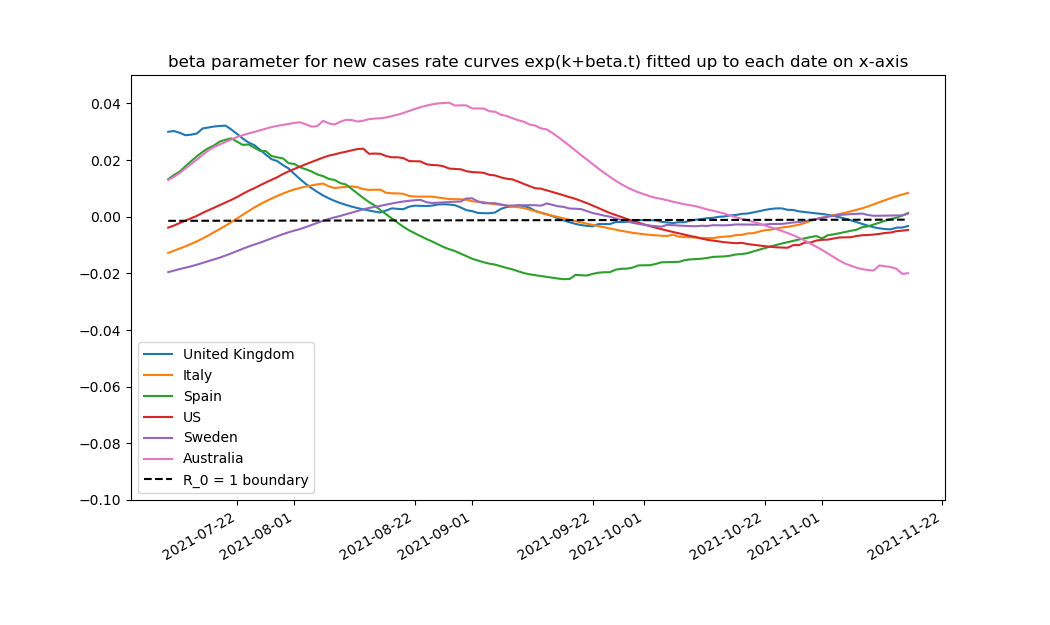 beta parameter for new cases rate curves exp(k+beta.t) fitted up to each date on x-axis
0.04
0.02
0.00
−0.02
−0.04
−0.06
−0.08
−0.10
United Kingdom
Italy
Spain
US
Sweden
Australia
R_0 = 1 boundary
2021-07-22
2021-08-01
2021-08-22
2021-09-01
2021-09-22
2021-10-01
2021-10-22
2021-11-01
2021-11-22